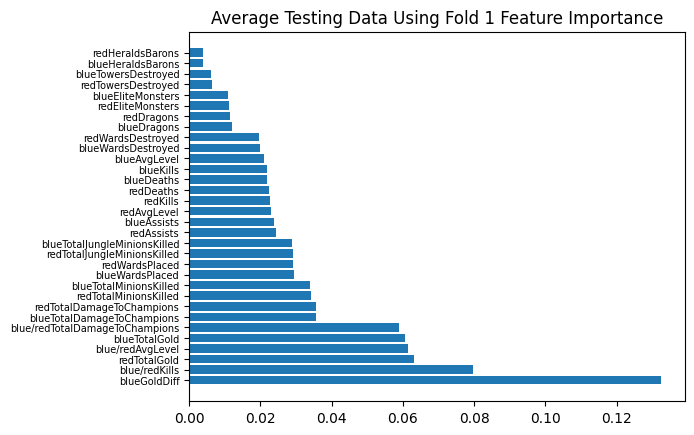 Average Testing Data Using Fold 1 Feature Importance
redHeraldsBarons
blueHeraldsBarons
blueTowersDestroyed
redTowersDestroyed
blueEliteMonsters
redEliteMonsters
redDragons
blueDragons
redWardsDestroyed
blueWardsDestroyed
blueAvgLevel
blueKills
blueDeaths
redDeaths
redKills
redAvgLevel
blueAssists
redAssists
blueTotalJungleMinionsKilled
redTotalJungleMinionsKilled
redWardsPlaced
blueWardsPlaced
blueTotalMinionsKilled
redTotalMinionsKilled
redTotalDamageToChampions
blueTotalDamageToChampions
blue/redTotalDamageToChampions
blueTotalGold
blue/redAvgLevel
redTotalGold
blue/redKills
blueGoldDiff
0.00 0.02 0.04 0.06 0.08 0.10 0.12